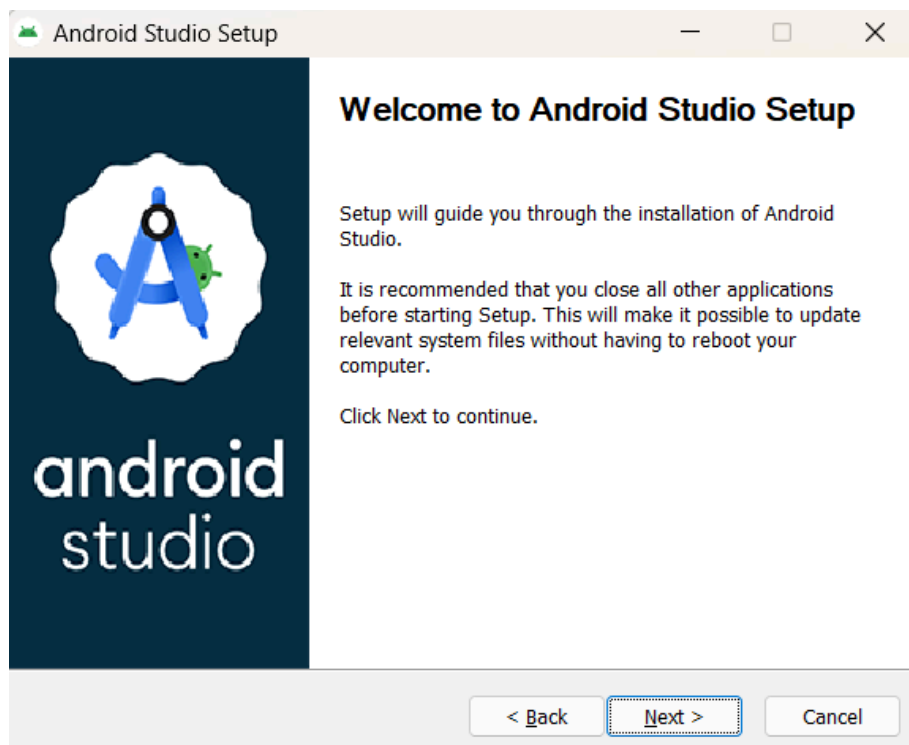 Android Studio Setup
Welcome to Android Studio Setup
Setup will guide you through the installation of Android
Studio.
It is recommended that you close all other applications
before starting Setup. This will make it possible to update
relevant system files without having to reboot your
computer.
Click Next to continue.
android
studio
< Back
Next >
Cancel